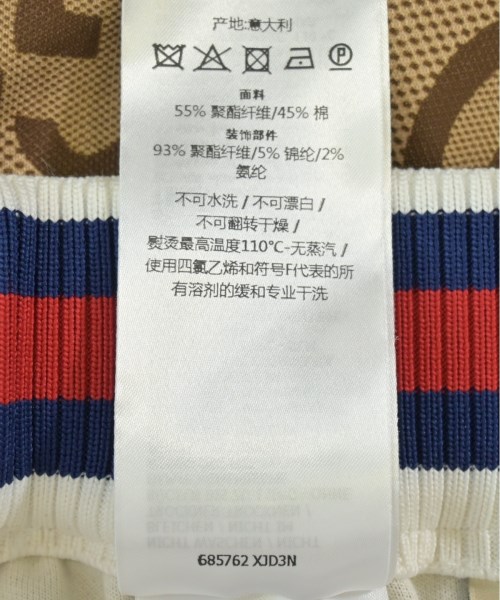 产地:意大利
P
面料
55% 聚酯纤维/45% 棉
装饰部件
93% 聚酯纤维/5% 锦纶/2%
氨纶
不可水洗 / 不可漂白 /
不可翻转干燥 /
熨烫最高温度110℃-无蒸汽 /
使用四氯乙烯和符号F代表的所
有溶剂的缓和专业干洗
685762 XJD3N